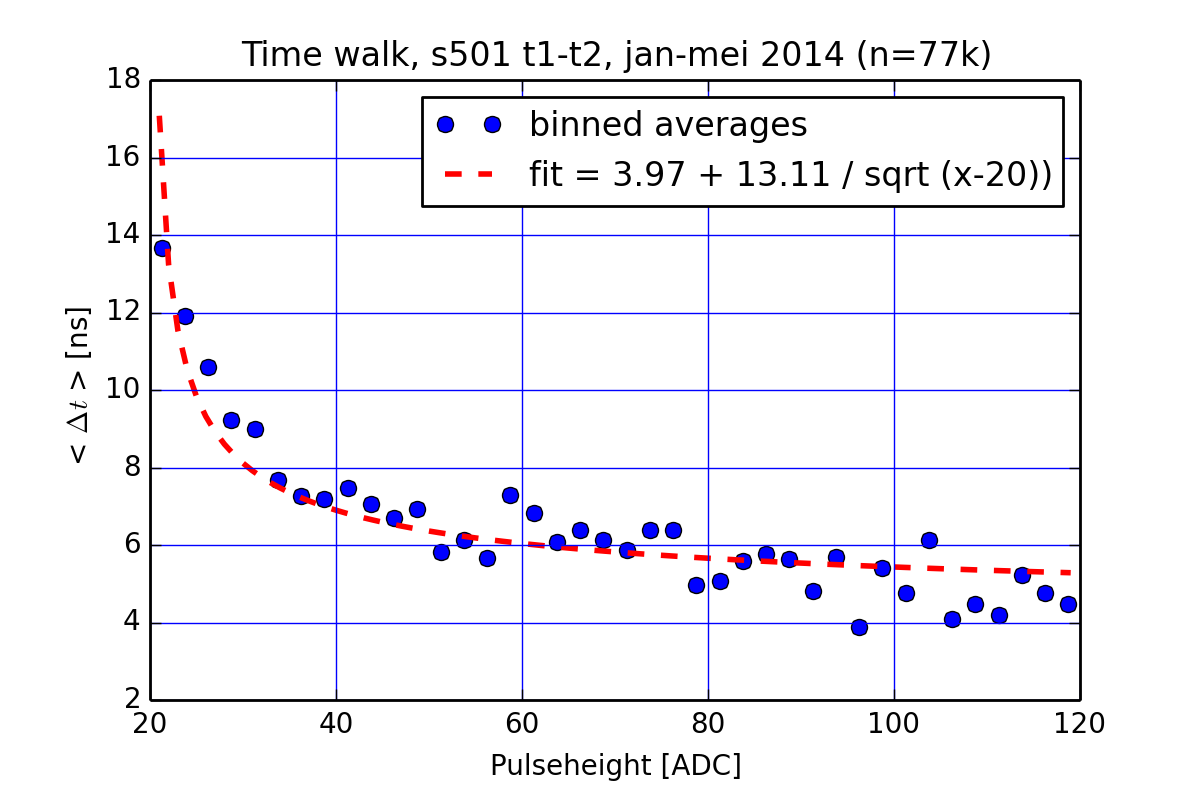 Time walk, s501 t1-t2, jan-mei 2014 (n=77k)
binned averages
fit = 3.97 + 13.11 / sqrt (x-20))
18
16
14
12
10
8
6
4
2
< Δt > [ns]
20 40 60 80 100 120
Pulseheight [ADC]